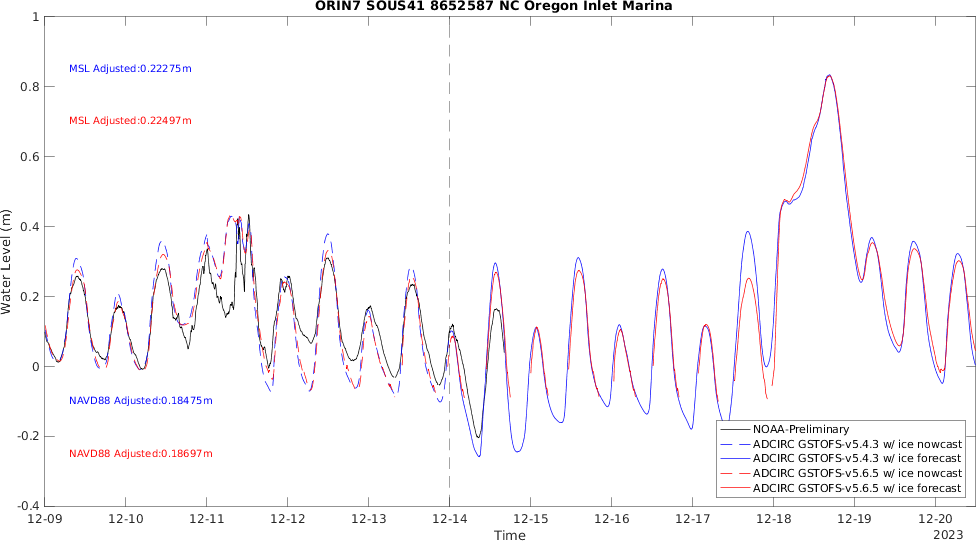 ORIN7 SOUS41 8652587 NC Oregon Inlet Marina
1
0.8
0.6
0.4
0.2
0
-0.2
-0.4
Water Level (m)
MSL Adjusted:0.22275m
MSL Adjusted:0.22497m
NAVD88 Adjusted:0.18475m
NAVD88 Adjusted:0.18697m
NOAA-Preliminary
ADCIRC GSTOFS-v5.4.3 w/ ice nowcast
ADCIRC GSTOFS-v5.4.3 w/ ice forecast
ADCIRC GSTOFS-v5.6.5 w/ ice nowcast
ADCIRC GSTOFS-v5.6.5 w/ ice forecast
12-09 12-10 12-11 12-12 12-13 12-14 12-15 12-16 12-17 12-18 12-19 12-20
Time
2023